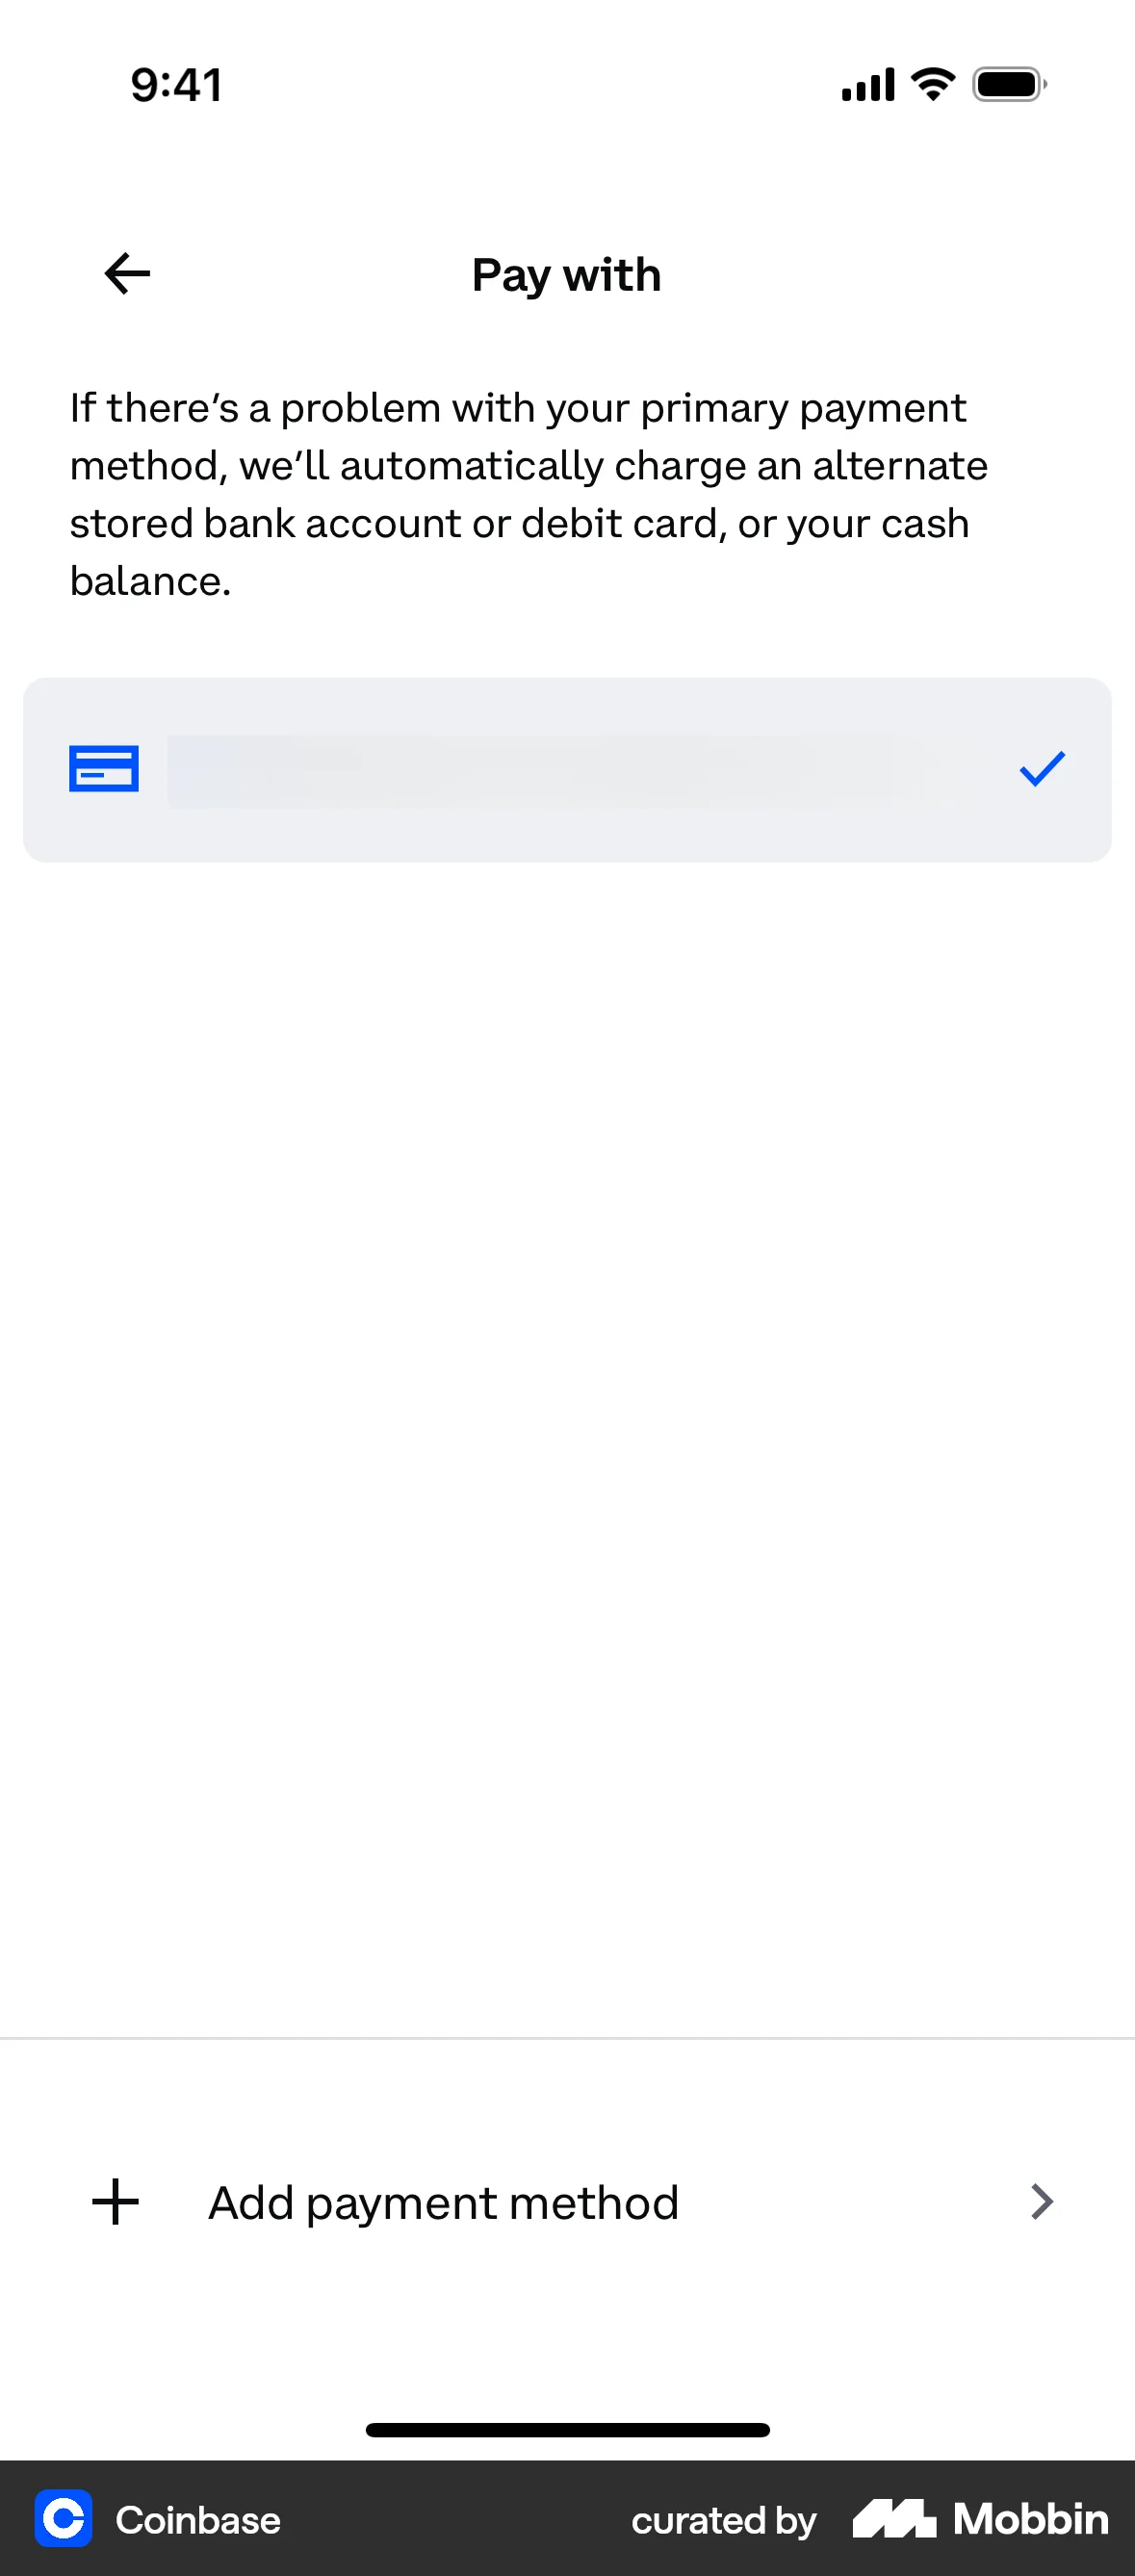 9:41
Pay with
If there’s a problem with your primary payment
method, we’ll automatically charge an alternate
stored bank account or debit card, or your cash
balance.
Add payment method
Coinbase
curated by Mobbin